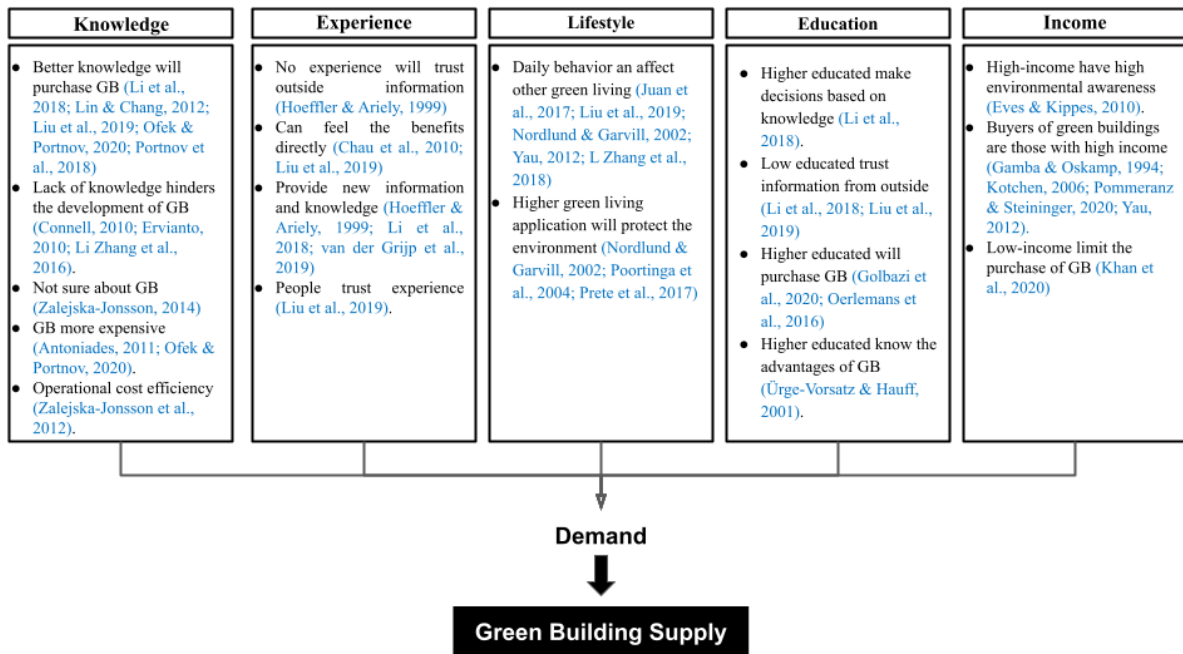 Knowledge
Better knowledge will
purchase GB (Li et al.,
2018; Lin & Chang, 2012;
Liu et al., 2019; Ofek &
Portnov, 2020; Portnov
et al., 2018)
Lack of knowledge hinders
the development of GB
(Connell, 2010; Ervianto,
2010; Li Zhang et al.,
2016).
Not sure about GB
(Zalejska-Jonsson, 2014)
GB more expensive
(Antoniades, 2011; Ofek &
Portnov, 2020).
Operational cost efficiency
(Zalejska-Jonsson et al.,
2012).
Experience
No experience will trust
outside information
(Hoeffler & Ariely, 1999)
Can feel the benefits
directly (Chau et al., 2010;
Liu et al., 2019)
Provide new information
and knowledge (Hoeffler &
Ariely, 1999; Li et al.,
2018; van der Grijp et al.,
2019)
People trust experience
(Liu et al., 2019).
Lifestyle
Daily behavior an affect
other green living (Juan et
al., 2017; Liu et al., 2019;
Nordlund & Garvill, 2002;
Yau, 2012; L Zhang et al.,
2018)
Higher green living
application will protect the
environment (Nordlund &
Garvill, 2002; Poortinga et
al., 2004; Prete et al., 2017)
Education
Higher educated make
decisions based on
knowledge (Li et al.,
2018).
Low educated trust
information from outside
(Li et al., 2018; Liu et al.,
2019)
Higher educated will
purchase GB (Golbazi et
al., 2020; Oerlemans et
al., 2016)
Higher educated know the
advantages of GB
(Ürge-Vorsatz & Hauff,
2001).
Income
High-income have high
environmental awareness
(Eves & Kippes, 2010).
Buyers of green buildings
are those with high income
(Gamba & Oskamp, 1994;
Kotchen, 2006; Pommeranz
& Steininger, 2020; Yau,
2012).
Low-income limit the
purchase of GB (Khan et
al., 2020)
Demand
Green Building Supply